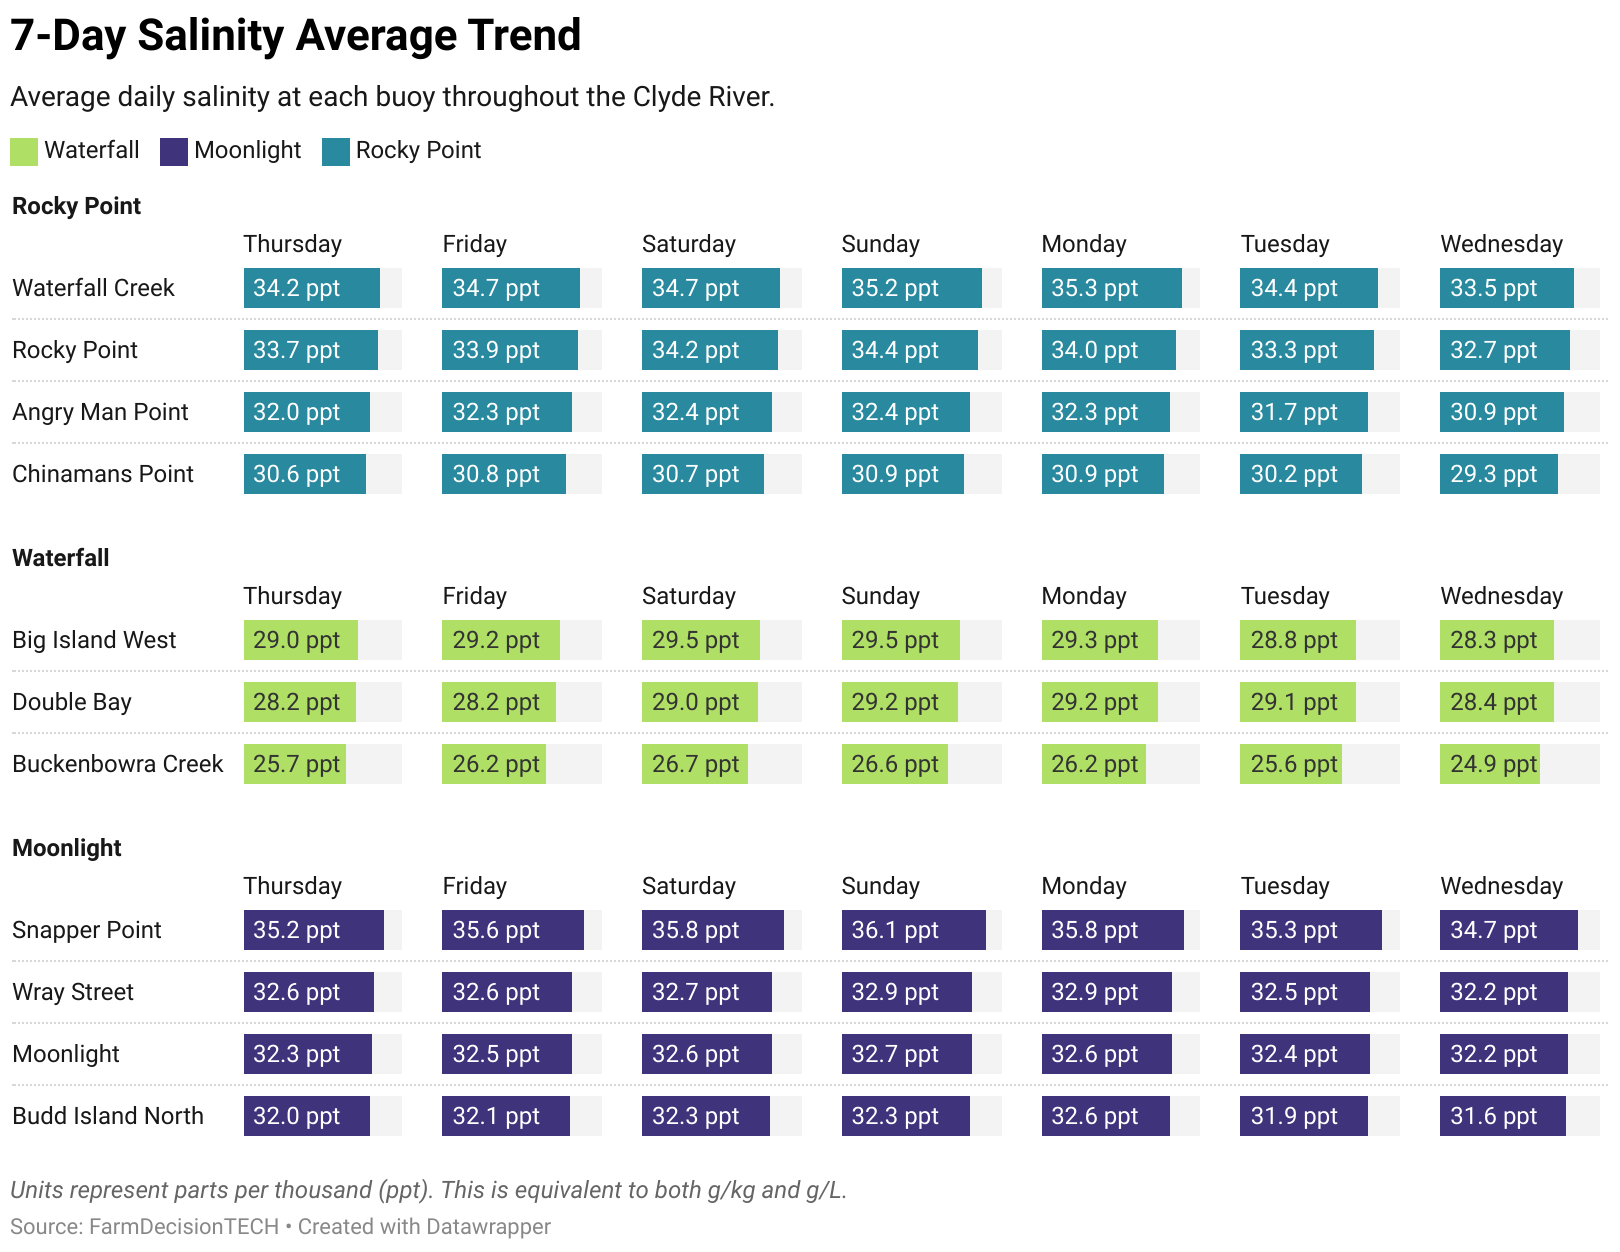 7-Day Salinity Average Trend
Average daily salinity at each buoy throughout the Clyde River.
Waterfall Moonlight Rocky Point
Rocky Point
Thursday Friday Saturday Sunday Monday Tuesday Wednesday
Waterfall Creek 34.2 ppt 34.7 ppt 34.7 ppt 35.2 ppt 35.3 ppt 34.4 ppt 33.5 ppt
Rocky Point 33.7 ppt 33.9 ppt 34.2 ppt 34.4 ppt 34.0 ppt 33.3 ppt 32.7 ppt
Angry Man Point 32.0 ppt 32.3 ppt 32.4 ppt 32.4 ppt 32.3 ppt 31.7 ppt 30.9 ppt
Chinamans Point 30.6 ppt 30.8 ppt 30.7 ppt 30.9 ppt 30.9 ppt 30.2 ppt 29.3 ppt
Waterfall
Thursday Friday Saturday Sunday Monday Tuesday Wednesday
Big Island West 29.0 ppt 29.2 ppt 29.5 ppt 29.5 ppt 29.3 ppt 28.8 ppt 28.3 ppt
Double Bay 28.2 ppt 28.2 ppt 29.0 ppt 29.2 ppt 29.2 ppt 29.1 ppt 28.4 ppt
Buckenbowra Creek 25.7 ppt 26.2 ppt 26.7 ppt 26.6 ppt 26.2 ppt 25.6 ppt 24.9 ppt
Moonlight
Thursday Friday Saturday Sunday Monday Tuesday Wednesday
Snapper Point 35.2 ppt 35.6 ppt 35.8 ppt 36.1 ppt 35.8 ppt 35.3 ppt 34.7 ppt
Wray Street 32.6 ppt 32.6 ppt 32.7 ppt 32.9 ppt 32.9 ppt 32.5 ppt 32.2 ppt
Moonlight 32.3 ppt 32.5 ppt 32.6 ppt 32.7 ppt 32.6 ppt 32.4 ppt 32.2 ppt
Budd Island North 32.0 ppt 32.1 ppt 32.3 ppt 32.3 ppt 32.6 ppt 31.9 ppt 31.6 ppt
Units represent parts per thousand (ppt). This is equivalent to both g/kg and g/L.
Source: FarmDecisionTECH • Created with Datawrapper